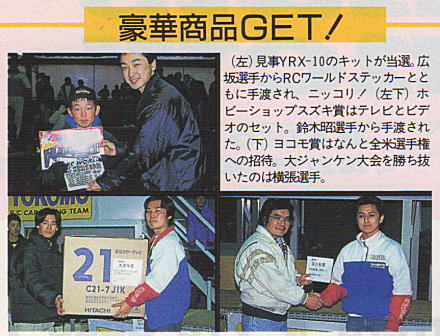 豪華商品GET!
(左)見事YRX-10のキットが当選。広
坂選手からRCワールドステッカーとと
もに手渡され、ニッコリ！(左下)ホ
ビーショップスズキ賞はテレビとビデ
オのセット。鈴木昭選手から手渡され
た。(下)ヨコモ賞はなんと全米選手権
への招待。大ジャンケン大会を勝ち抜
いたのは横張選手。
RC WORLD
YOKOMO
R/C CAR RACING TEAM
21
C21-7JIK
HITACHI